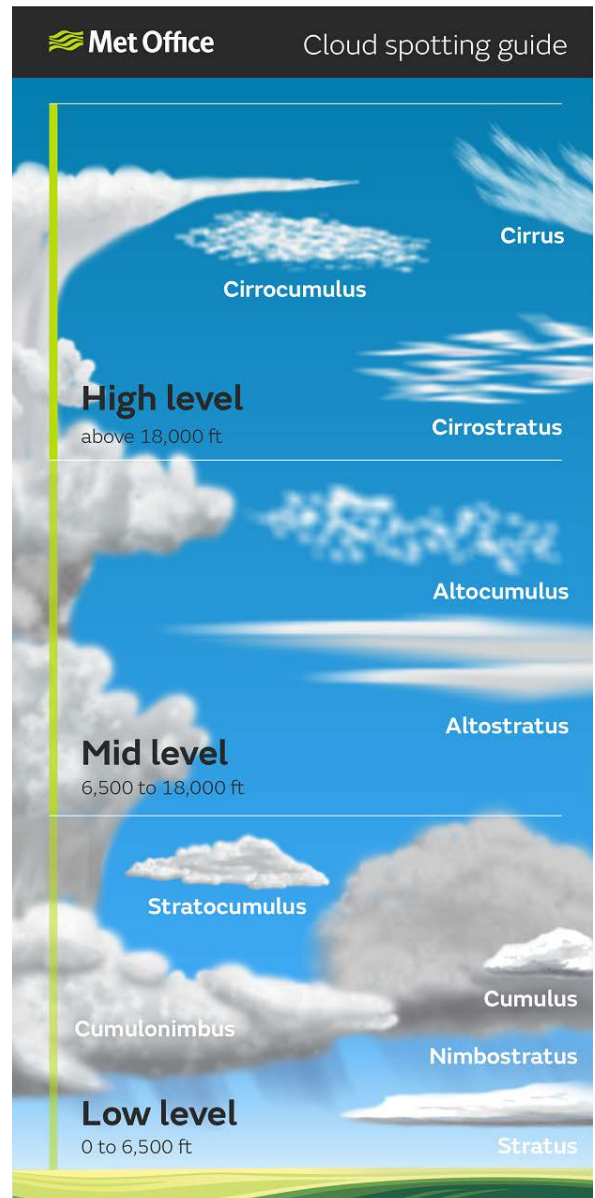 Met Office
Cloud spotting guide
Cirrus
Cirrocumulus
High level
above 18,000 ft
Cirrostratus
Altocumulus
Altostratus
Mid level
6,500 to 18,000 ft
Stratocumulus
Cumulus
Cumulonimbus
Nimbostratus
Low level
0 to 6,500 ft
Stratus